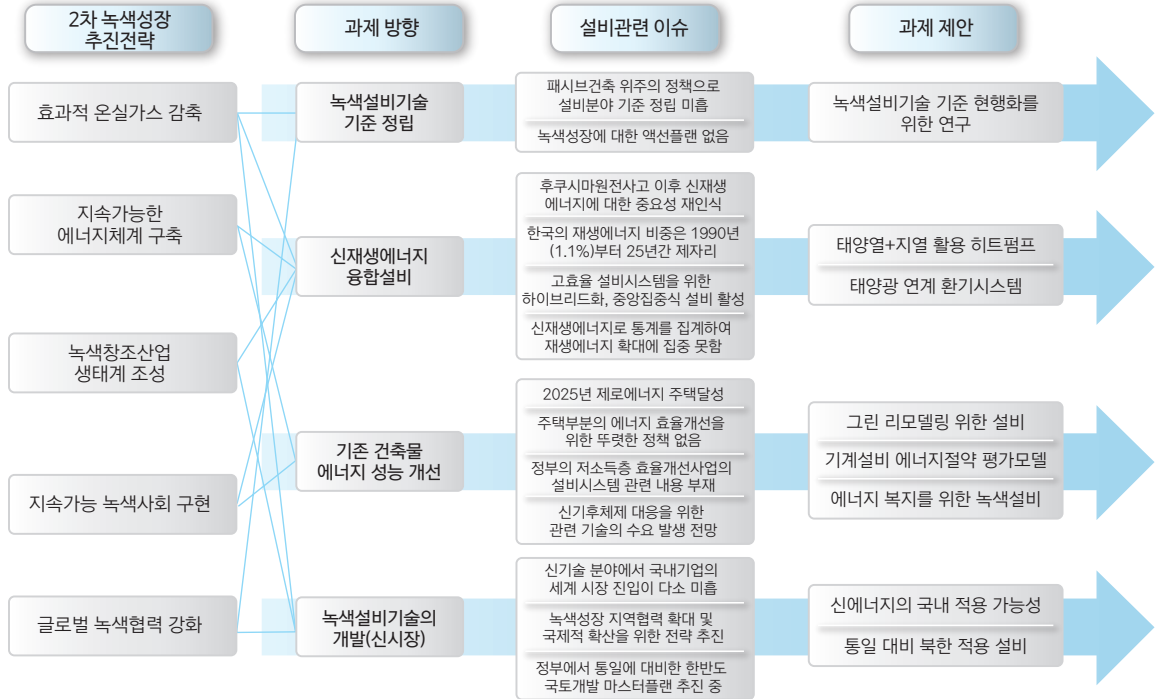 2차 녹색성장
추진전략
과제 방향
설비관련 이슈
과제 제안
효과적 온실가스 감축
지속가능한
에너지체계 구축
녹색창조산업
생태계 조성
지속가능 녹색사회 구현
글로벌 녹색협력 강화
녹색설비기술
기준 정립
패시브건축 위주의 정책으로
설비분야 기준 정립 미흡
녹색성장에 대한 액션플랜 없음
녹색설비기술 기준 현행화를
위한 연구
신재생에너지
융합설비
후쿠시마원전사고 이후 신재생
에너지에 대한 중요성 재인식
한국의 재생에너지 비중은 1990년
(1.1%)부터 25년간 제자리
고효율 설비시스템을 위한
하이브리드화, 중앙집중식 설비 활성
신재생에너지로 통계를 집계하여
재생에너지 확대에 집중 못함
태양열+지열 활용 히트펌프
태양광 연계 환기시스템
기존 건축물
에너지 성능 개선
2025년 제로에너지 주택달성
주택부분의 에너지 효율개선을
위한 뚜렷한 정책 없음
정부의 저소득층 효율개선사업의
설비시스템 관련 내용 부재
신기후체제 대응을 위한
관련 기술의 수요 발생 전망
그린 리모델링 위한 설비
기계설비 에너지절약 평가모델
에너지 복지를 위한 녹색설비
녹색설비기술의
개발(신시장)
신기술 분야에서 국내기업의
세계 시장 진입이 다소 미흡
녹색성장 지역협력 확대 및
국제적 확산을 위한 전략 추진
정부에서 통일에 대비한 한반도
국토개발 마스터플랜 추진 중
신에너지의 국내 적용 가능성
통일 대비 북한 적용 설비